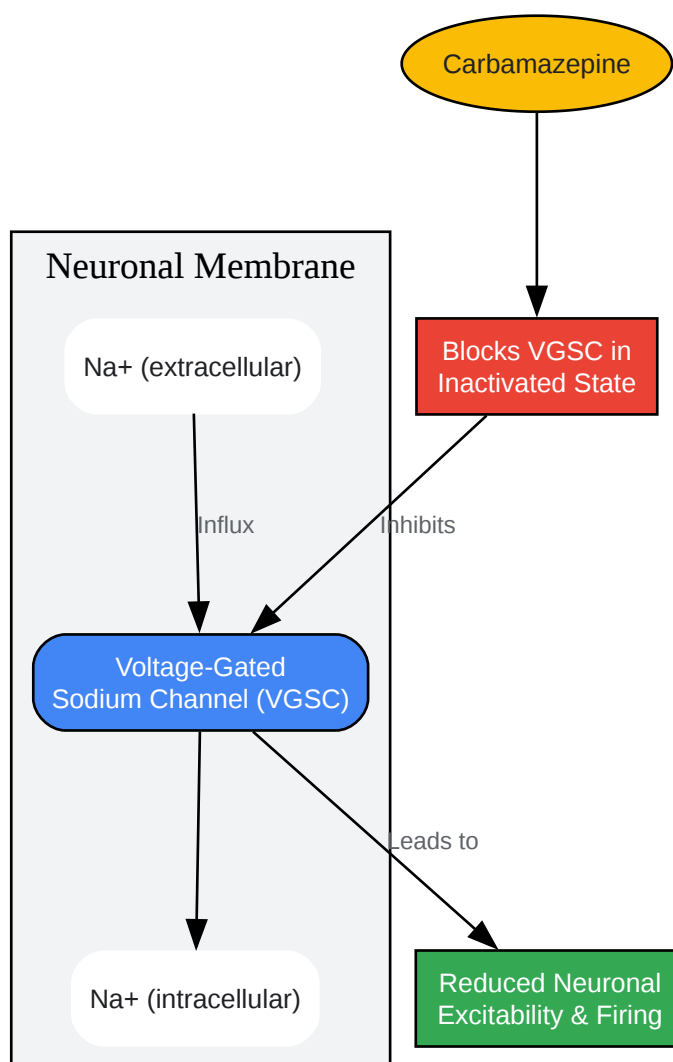 Carbamazepine
Neuronal Membrane
Na+ (extracellular)
Blocks VGSC in
Inactivated State
Influx
Inhibits
Voltage-Gated
Sodium Channel (VGSC)
Leads to
Na+ (intracellular)
Reduced Neuronal
Excitability & Firing